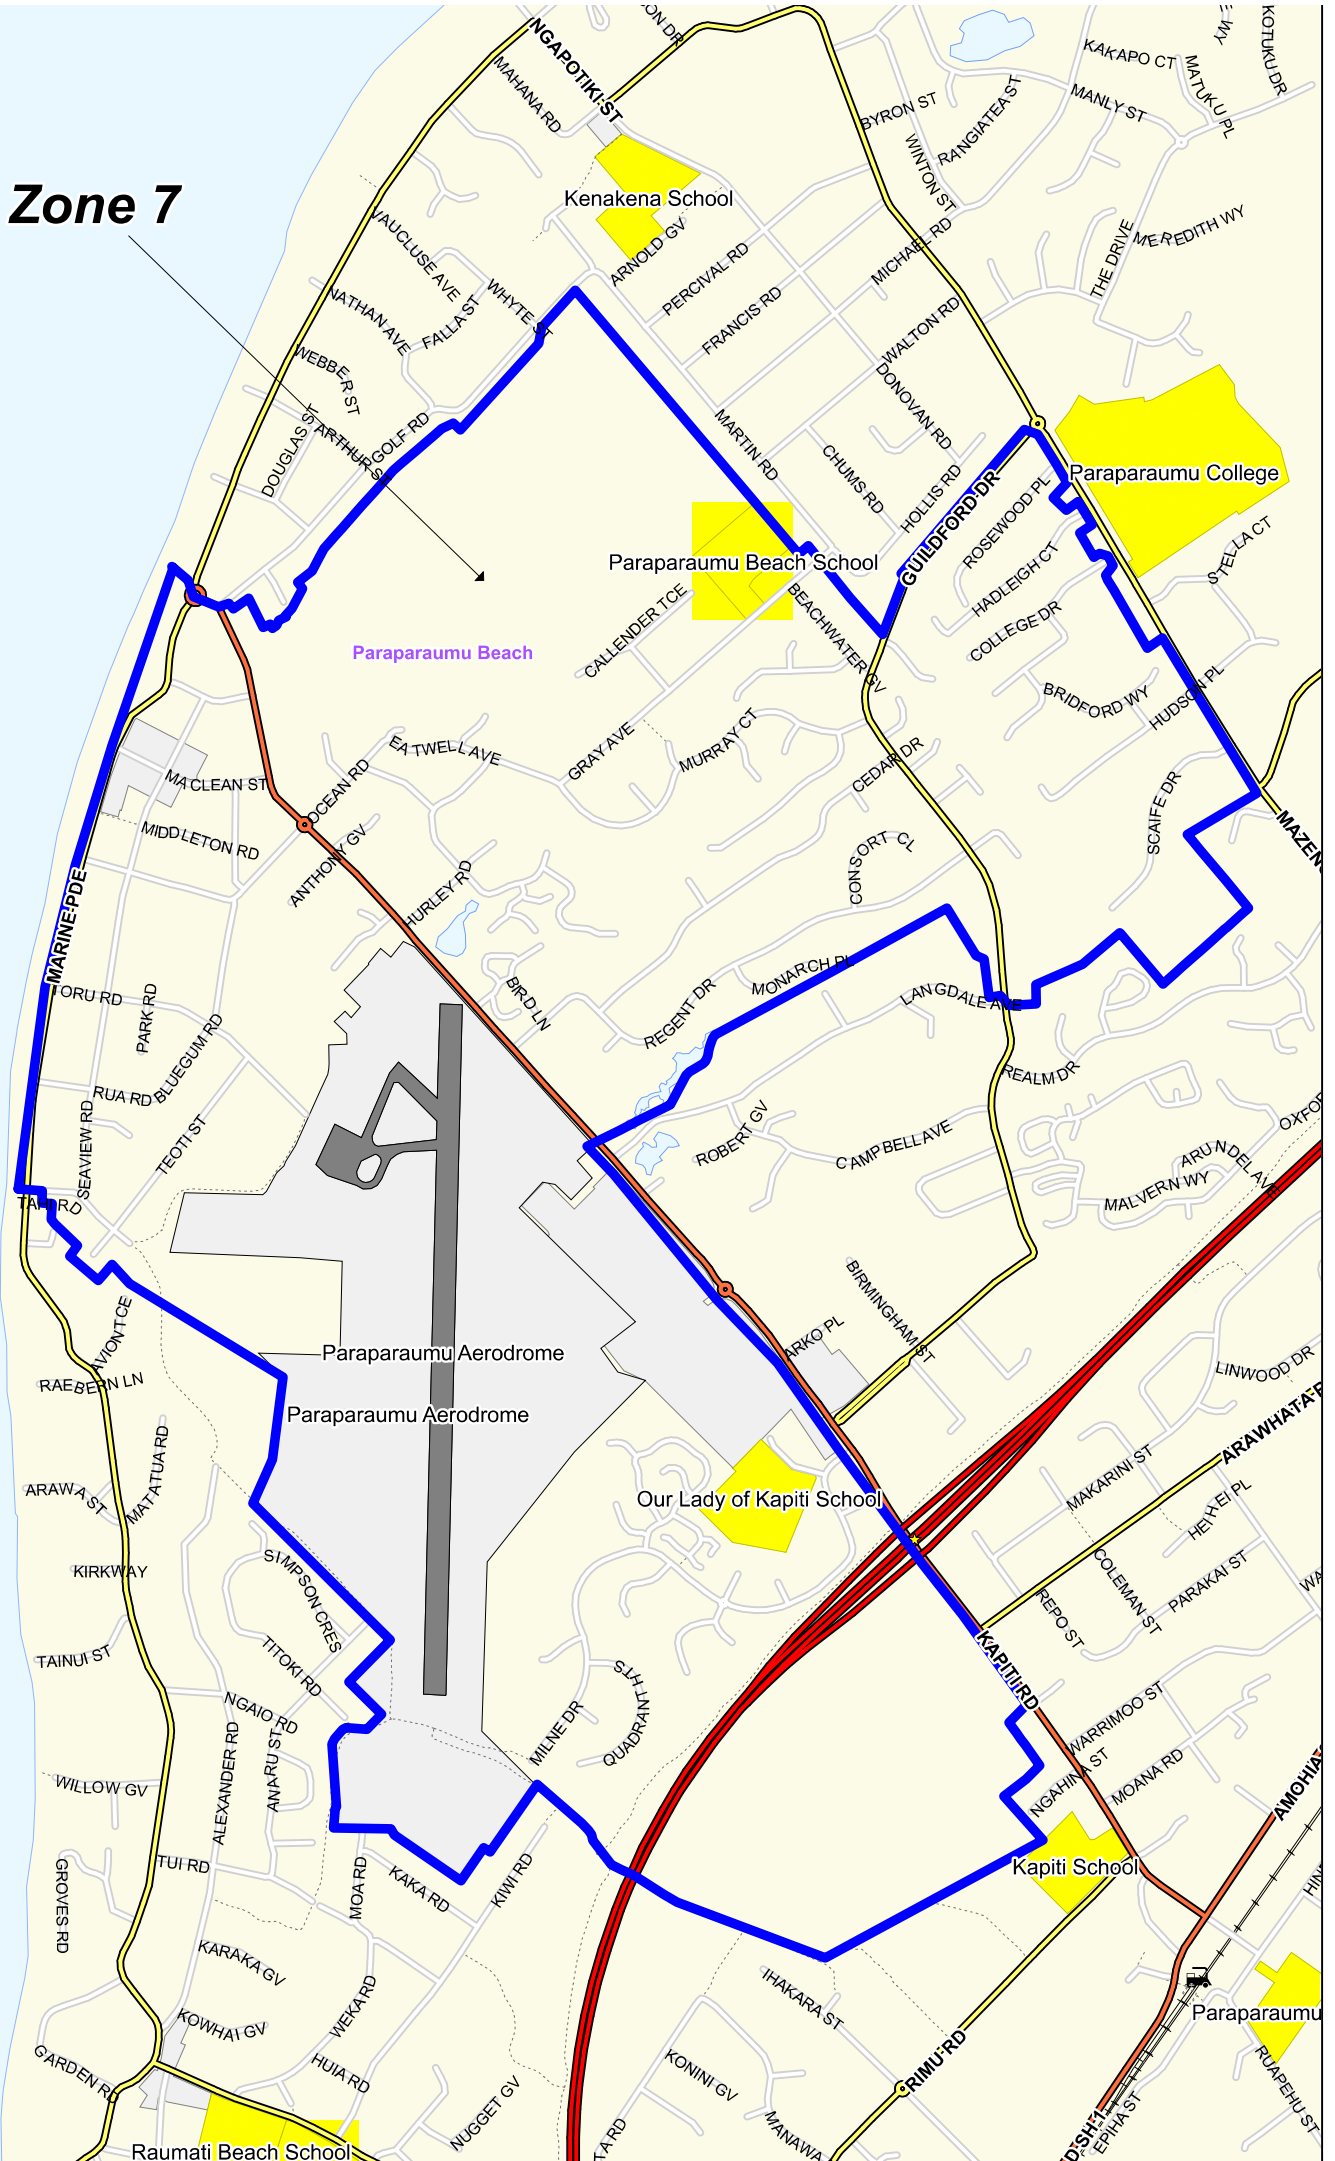 NGAPOTIKI ST
MAHANA RD
KAKAPO CT
KOTUKU DR
MATUKU PL
MANLY ST
BYRON ST
RANGIATEA ST
WINTON ST
Zone 7
Kenakena School
ARNOLD GV
PERCIVAL RD
MICHAEL RD
THE DRIVE
MEREDITH WY
VAUCLUSE AVE
WHYTE ST
NATHAN AVE
FALLA ST
FRANCIS RD
WALTON RD
WEBBER ST
DONOVAN RD
DOUGLAS ST
ARTHUR ST
GOLF RD
MARTIN RD
CHUMS RD
HOLLIS RD
GUILDFORD DR
ROSEWOOD PL
Paraparaumu College
Paraparaumu Beach School
HADLEIGH CT
STELLA CT
CALLENDER TCE
BEACHWATER GV
COLLEGE DR
Paraparaumu Beach
BRIDFORD WY
HUDSON PL
EATWELL AVE
GRAY AVE
MURRAY CT
CEDAR DR
MACLEAN ST
OCEAN RD
SCAIFE DR
MIDDLETON RD
ANTHONY GV
CONSORT CL
HURLEY RD
MARINE PDE
BIRD LN
REGENT DR
MONARCH PL
LANGDALE AVE
TORU RD
PARK RD
BLUEGUM RD
REALM DR
RUA RD
SEAVIEW RD
TEOTI ST
ROBERT GV
CAMPBELL AVE
ARUNDEL AVE
MALVERN WY
TAHI RD
BIRMINGHAM ST
ARKO PL
AVION TCE
Paraparaumu Aerodrome
RAEBERN LN
LINWOOD DR
Paraparaumu Aerodrome
MATATUA RD
MAKARINI ST
ARAWA ST
Our Lady of Kapiti School
HEIHEI PL
KIRKWAY
SIMPSON CRES
COLEMAN ST
PARAKAI ST
REPO ST
TAINUI ST
TITOKI RD
KAPITI RD
QUADRANT HTS
NGAIO RD
MILNE DR
WARRIMOO ST
ALEXANDER RD
ANARU ST
WILLOW GV
NGAHINA ST
MOANA RD
TUI RD
Kapiti School
GROVES RD
MOA RD
KAKA RD
KIWI RD
KARAKA GV
IHAKARA ST
WEKA RD
KOWHAI GV
Paraparaumu
GARDEN RD
HUIA RD
KONINI GV
RIMU RD
RUAPEHU ST
NUGGET GV
EPIHA ST
Raumati Beach School